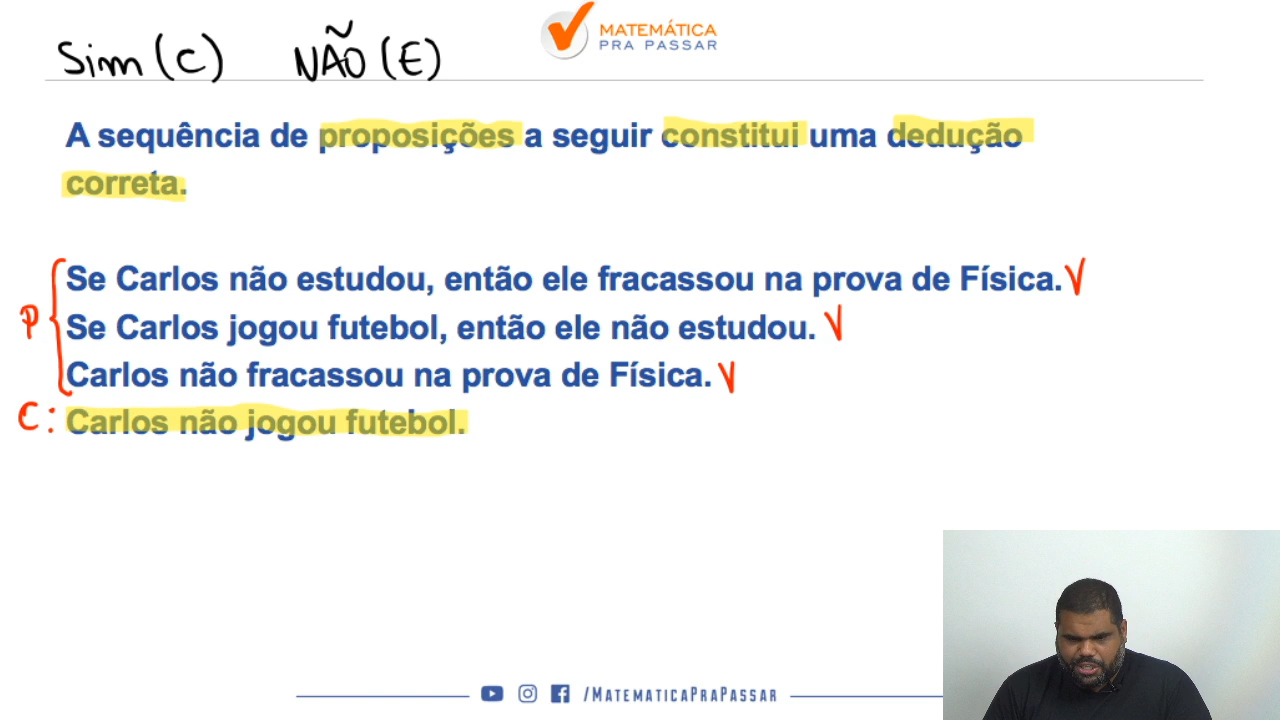 MATEMÁTICA
PRA PASSAR
Sim (C) NÃO (E)
A sequência de proposições a seguir constitui uma dedução
correta.
Se Carlos não estudou, então ele fracassou na prova de Física. V
P Se Carlos jogou futebol, então ele não estudou. V
Carlos não fracassou na prova de Física. V
C: Carlos não jogou futebol.
/MATEMATICAPRAPASSAR